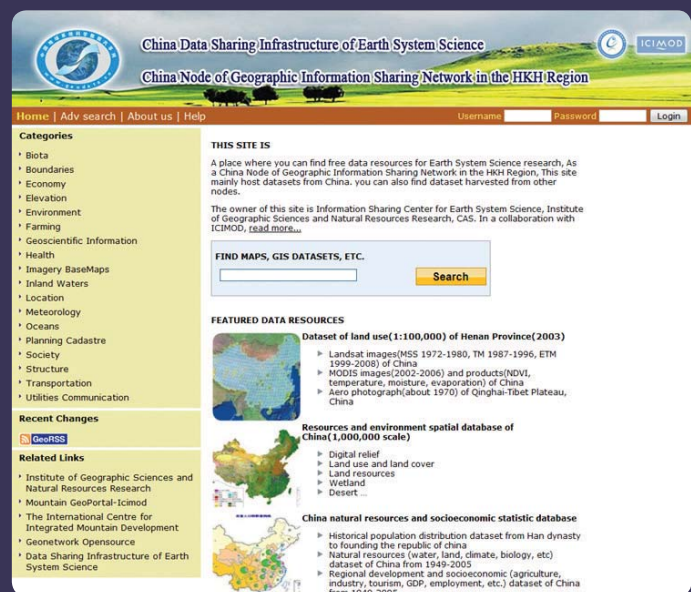 China Data Sharing Infrastructure of Earth System Science
China Node of Geographic Information Sharing Network in the HKH Region
ICIMOD
Home | Adv search | About us | Help
Username
Password
Login
Categories
Biota
Boundaries
Economy
Elevation
Environment
Farming
Geoscientific Information
Health
Imagery BaseMaps
Inland Waters
Location
Meteorology
Oceans
Planning Cadastre
Society
Structure
Transportation
Utilities Communication
Recent Changes
GeoRSS
Related Links
Institute of Geographic Sciences and
Natural Resources Research
Mountain GeoPortal-Icimod
The International Centre for
Integrated Mountain Development
Geonetwork Opensource
Data Sharing Infrastructure of Earth
System Science
THIS SITE IS
A place where you can find free data resources for Earth System Science research, As
a China Node of Geographic Information Sharing Network in the HKH Region, This site
mainly host datasets from China. you can also find dataset harvested from other
nodes.
The owner of this site is Information Sharing Center for Earth System Science, Institute
of Geographic Sciences and Natural Resources Research, CAS. In a collaboration with
ICIMOD, read more...
FIND MAPS, GIS DATASETS, ETC.
Search
FEATURED DATA RESOURCES
Dataset of land use(1:100,000) of Henan Province(2003)
Landsat images(MSS 1972-1980, TM 1987-1996, ETM
1999-2008) of China
MODIS images(2002-2006) and products(NDVI,
temperature, moisture, evaporation) of China
Aero photograph(about 1970) of Qinghai-Tibet Plateau,
China
Resources and environment spatial database of
China(1,000,000 scale)
Digital relief
Land use and land cover
Land resources
Wetland
Desert ...
China natural resources and socioeconomic statistic database
Historical population distribution dataset from Han dynasty
to founding the republic of china
Natural resources (water, land, climate, biology, etc)
dataset of China from 1949-2005
Regional development and socioeconomic (agriculture,
industry, tourism, GDP, employment, etc.) dataset of China
from 1949-2005